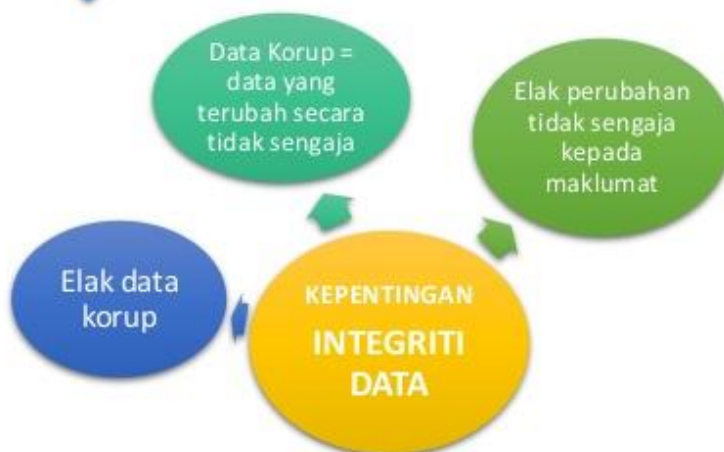 Data Korup =
data yang
terubah secara
tidak sengaja
Elak perubahan
tidak sengaja
kepada
maklumat
Elak data
korup
KEPENTINGAN
INTEGRITI
DATA